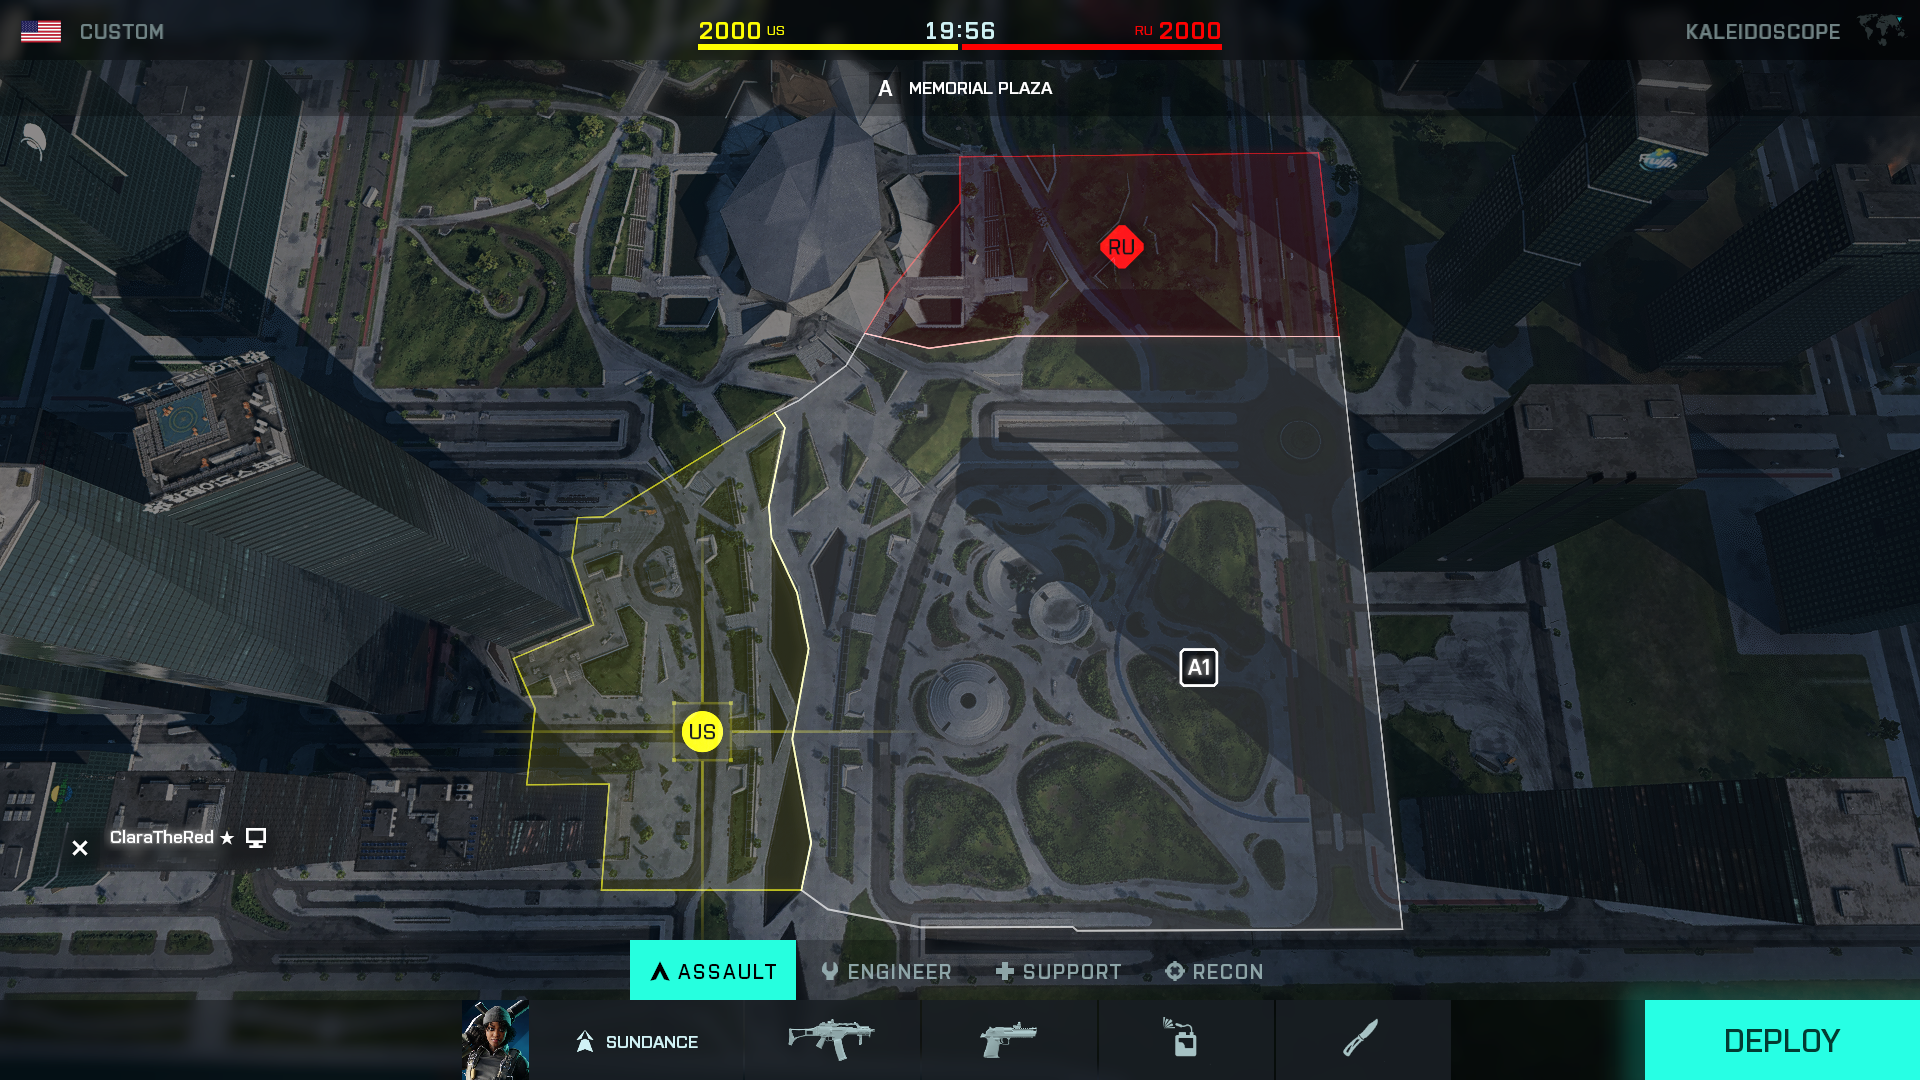 CUSTOM
2000 US
19:56
RU 2000
KALEIDOSCOPE
A MEMORIAL PLAZA
RU
A1
US
ClaraTheRed
ASSAULT
ENGINEER
SUPPORT
RECON
SUNDANCE
DEPLOY